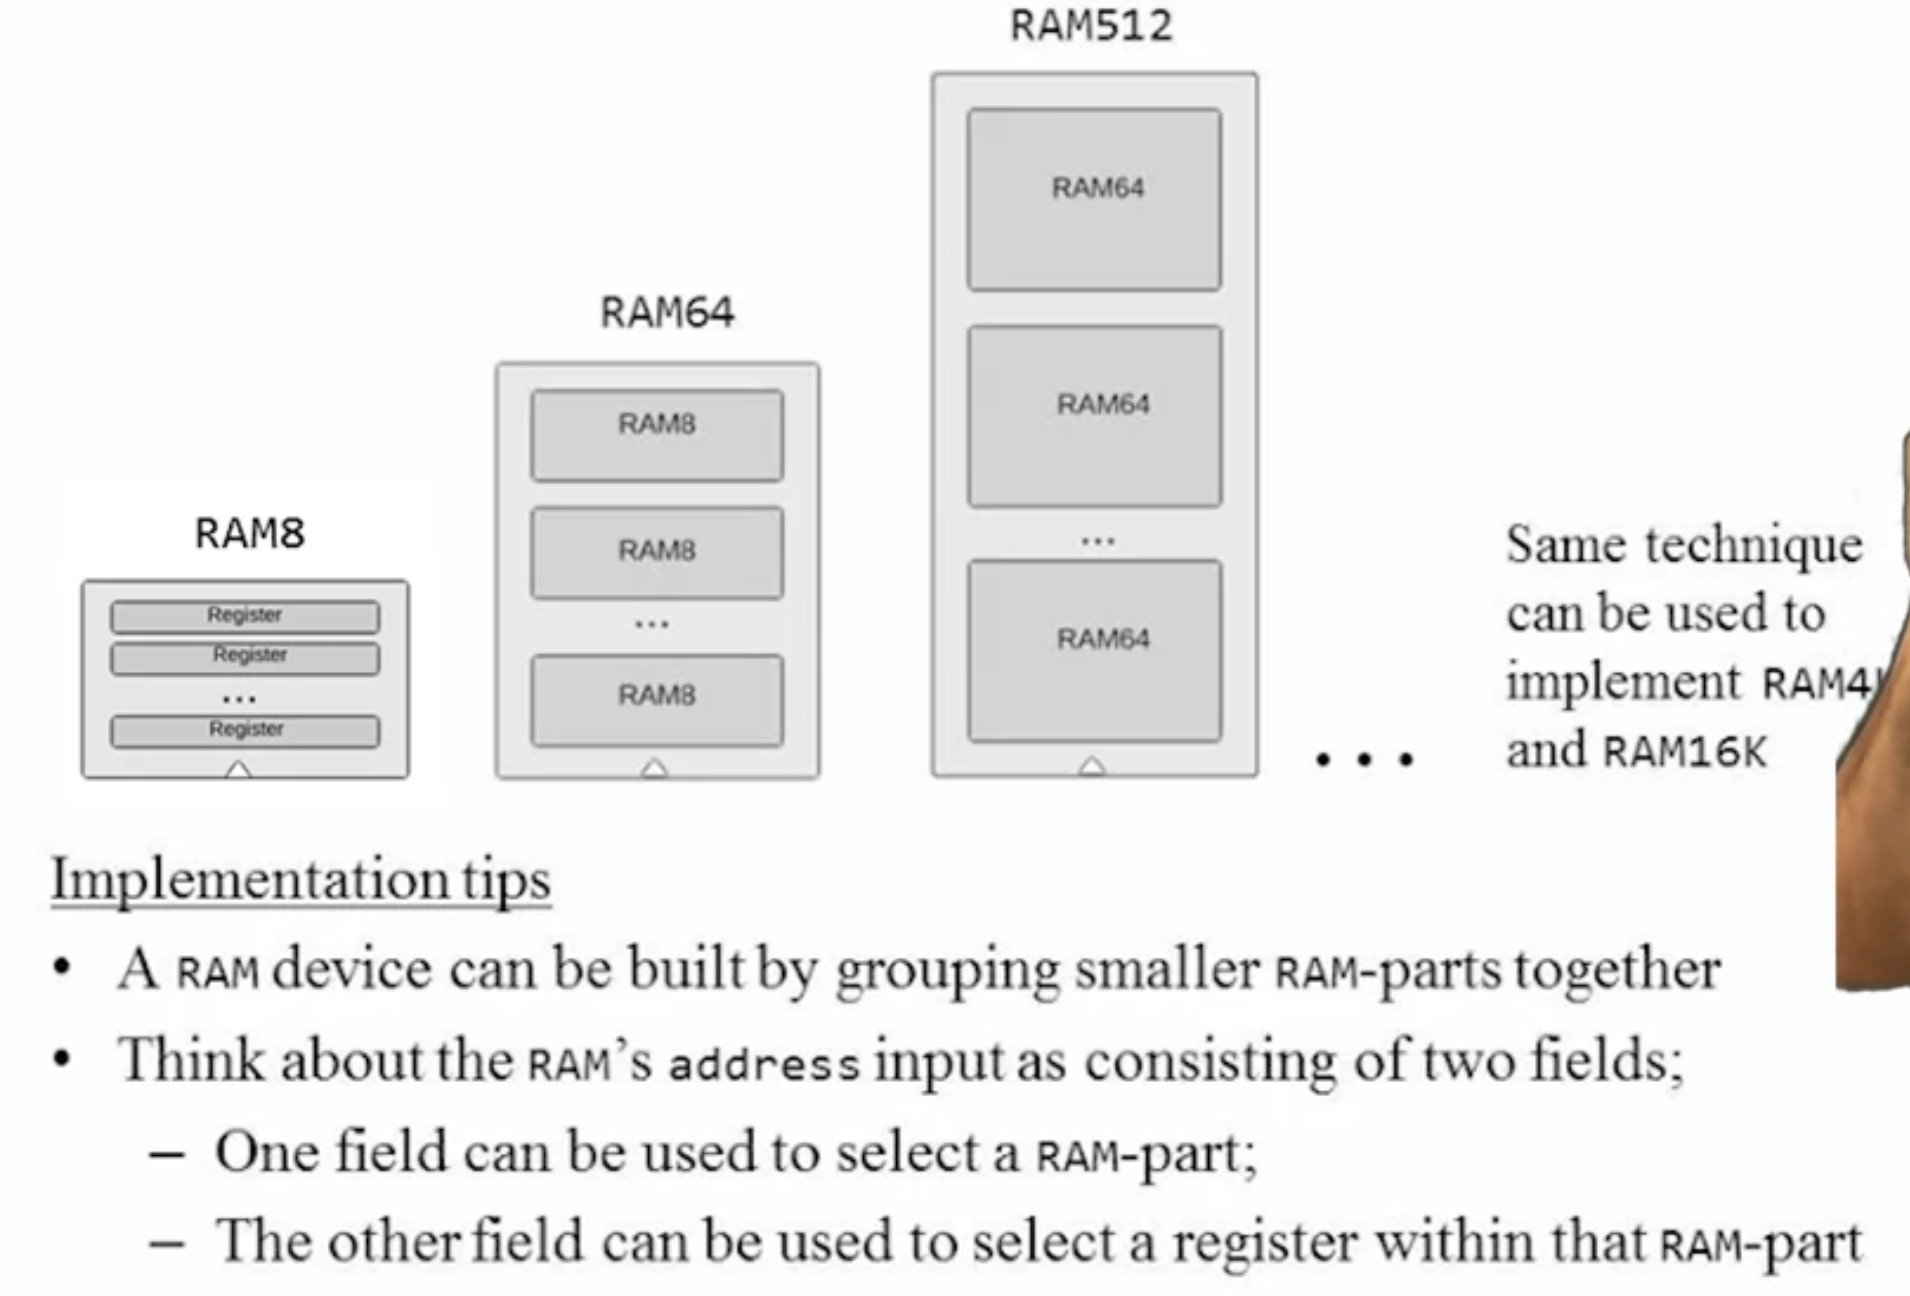 RAM512
RAM64
RAM64
RAM64
RAM64
RAM8
RAM8
...
RAM8
...
RAM64
RAM8
Register
Register
...
Register
...
Same technique
can be used to
implement
and RAM16K
Implementation tips
• A RAM device can be built by grouping smaller RAM-parts together
• Think about the RAM's address input as consisting of two fields;
– One field can be used to select a RAM-part;
– The other field can be used to select a register within that RAM-part